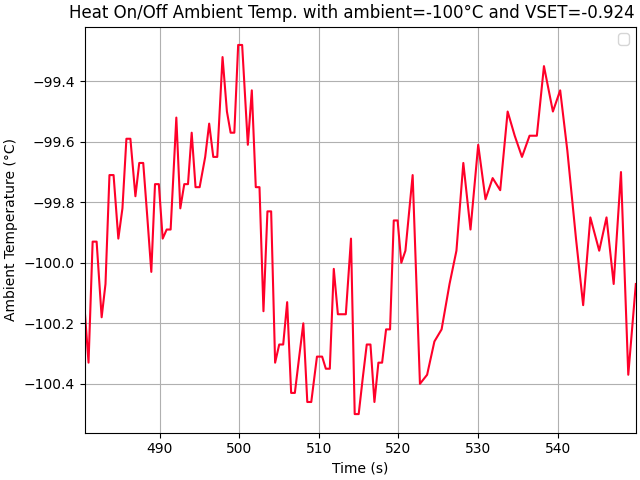 Heat On/Off Ambient Temp. with ambient=-100°C and VSET=-0.924
Ambient Temperature (°C)
−99.4
−99.6
−99.8
−100.0
−100.2
−100.4
490 500 510 520 530 540
Time (s)